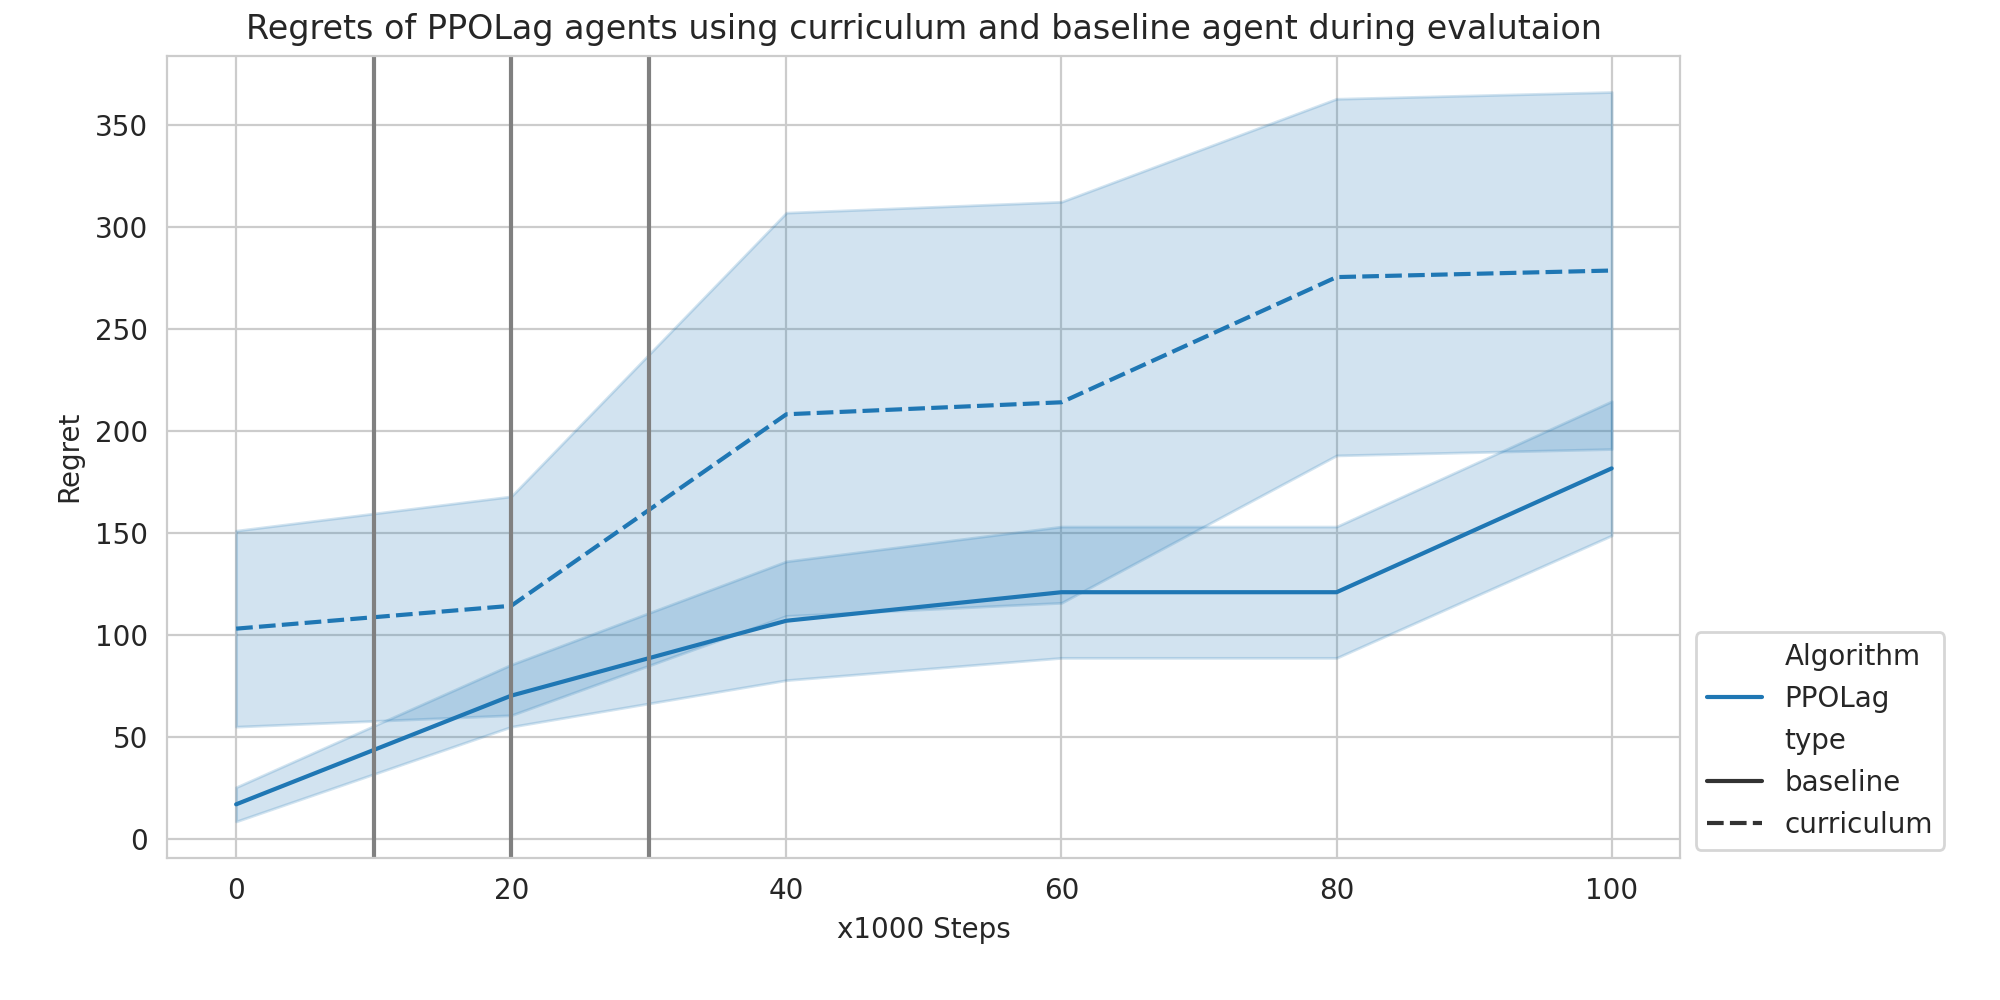 Regrets of PPOLag agents using curriculum and baseline agent during evalutaion
350
300
250
200
150
100
50
0
Regret
0 20 40 60 80 100
x1000 Steps
Algorithm
PPOLag
type
baseline
curriculum